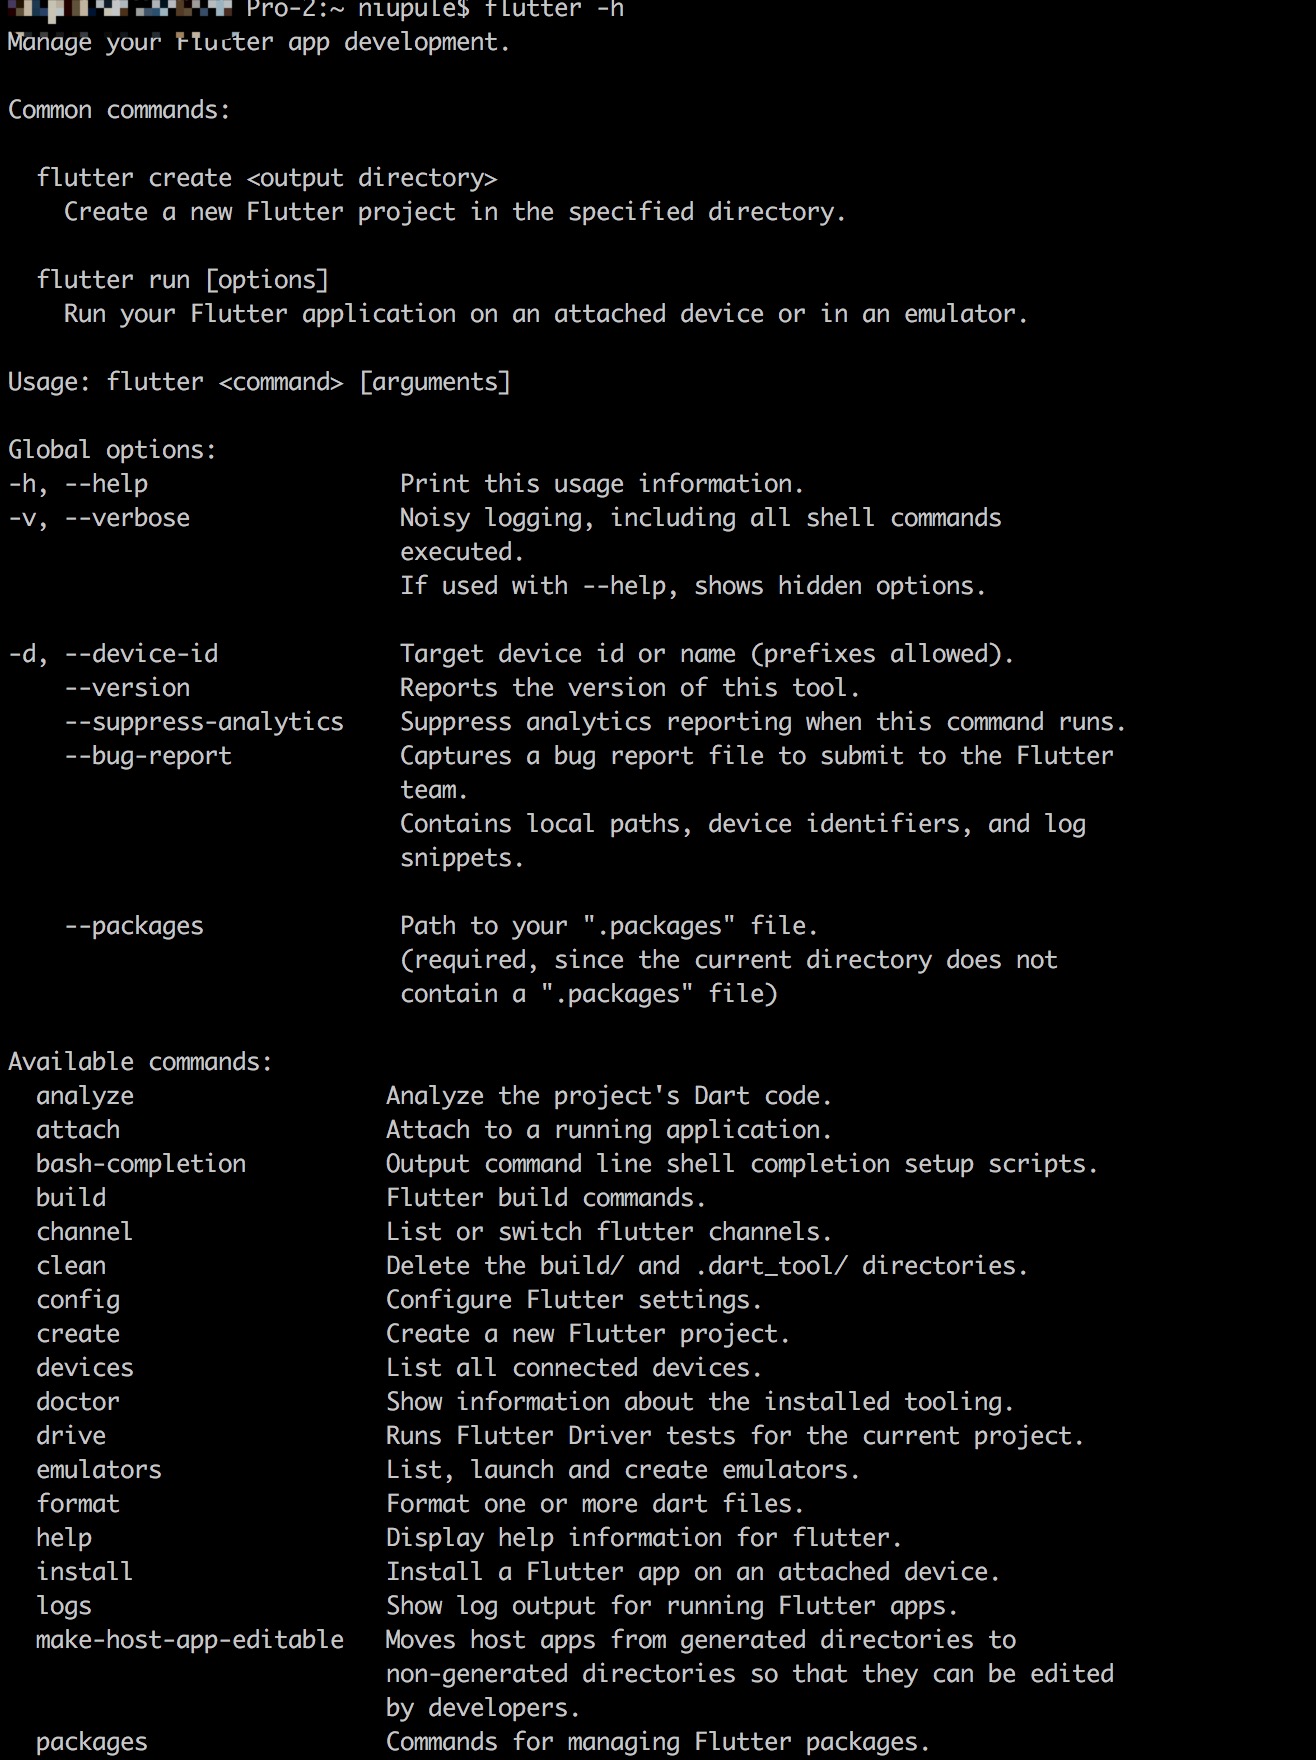 Pro-2:~ niupule$ flutter -h
Manage your Flutter app development.
Common commands:
flutter create <output directory>
Create a new Flutter project in the specified directory.
flutter run [options]
Run your Flutter application on an attached device or in an emulator.
Usage: flutter <command> [arguments]
Global options:
-h, --help Print this usage information.
-v, --verbose Noisy logging, including all shell commands
executed.
If used with --help, shows hidden options.
-d, --device-id Target device id or name (prefixes allowed).
--version Reports the version of this tool.
--suppress-analytics Suppress analytics reporting when this command runs.
--bug-report Captures a bug report file to submit to the Flutter
team.
Contains local paths, device identifiers, and log
snippets.
--packages Path to your ".packages" file.
(required, since the current directory does not
contain a ".packages" file)
Available commands:
analyze Analyze the project's Dart code.
attach Attach to a running application.
bash-completion Output command line shell completion setup scripts.
build Flutter build commands.
channel List or switch flutter channels.
clean Delete the build/ and .dart_tool/ directories.
config Configure Flutter settings.
create Create a new Flutter project.
devices List all connected devices.
doctor Show information about the installed tooling.
drive Runs Flutter Driver tests for the current project.
emulators List, launch and create emulators.
format Format one or more dart files.
help Display help information for flutter.
install Install a Flutter app on an attached device.
logs Show log output for running Flutter apps.
make-host-app-editable Moves host apps from generated directories to
non-generated directories so that they can be edited
by developers.
packages Commands for managing Flutter packages.